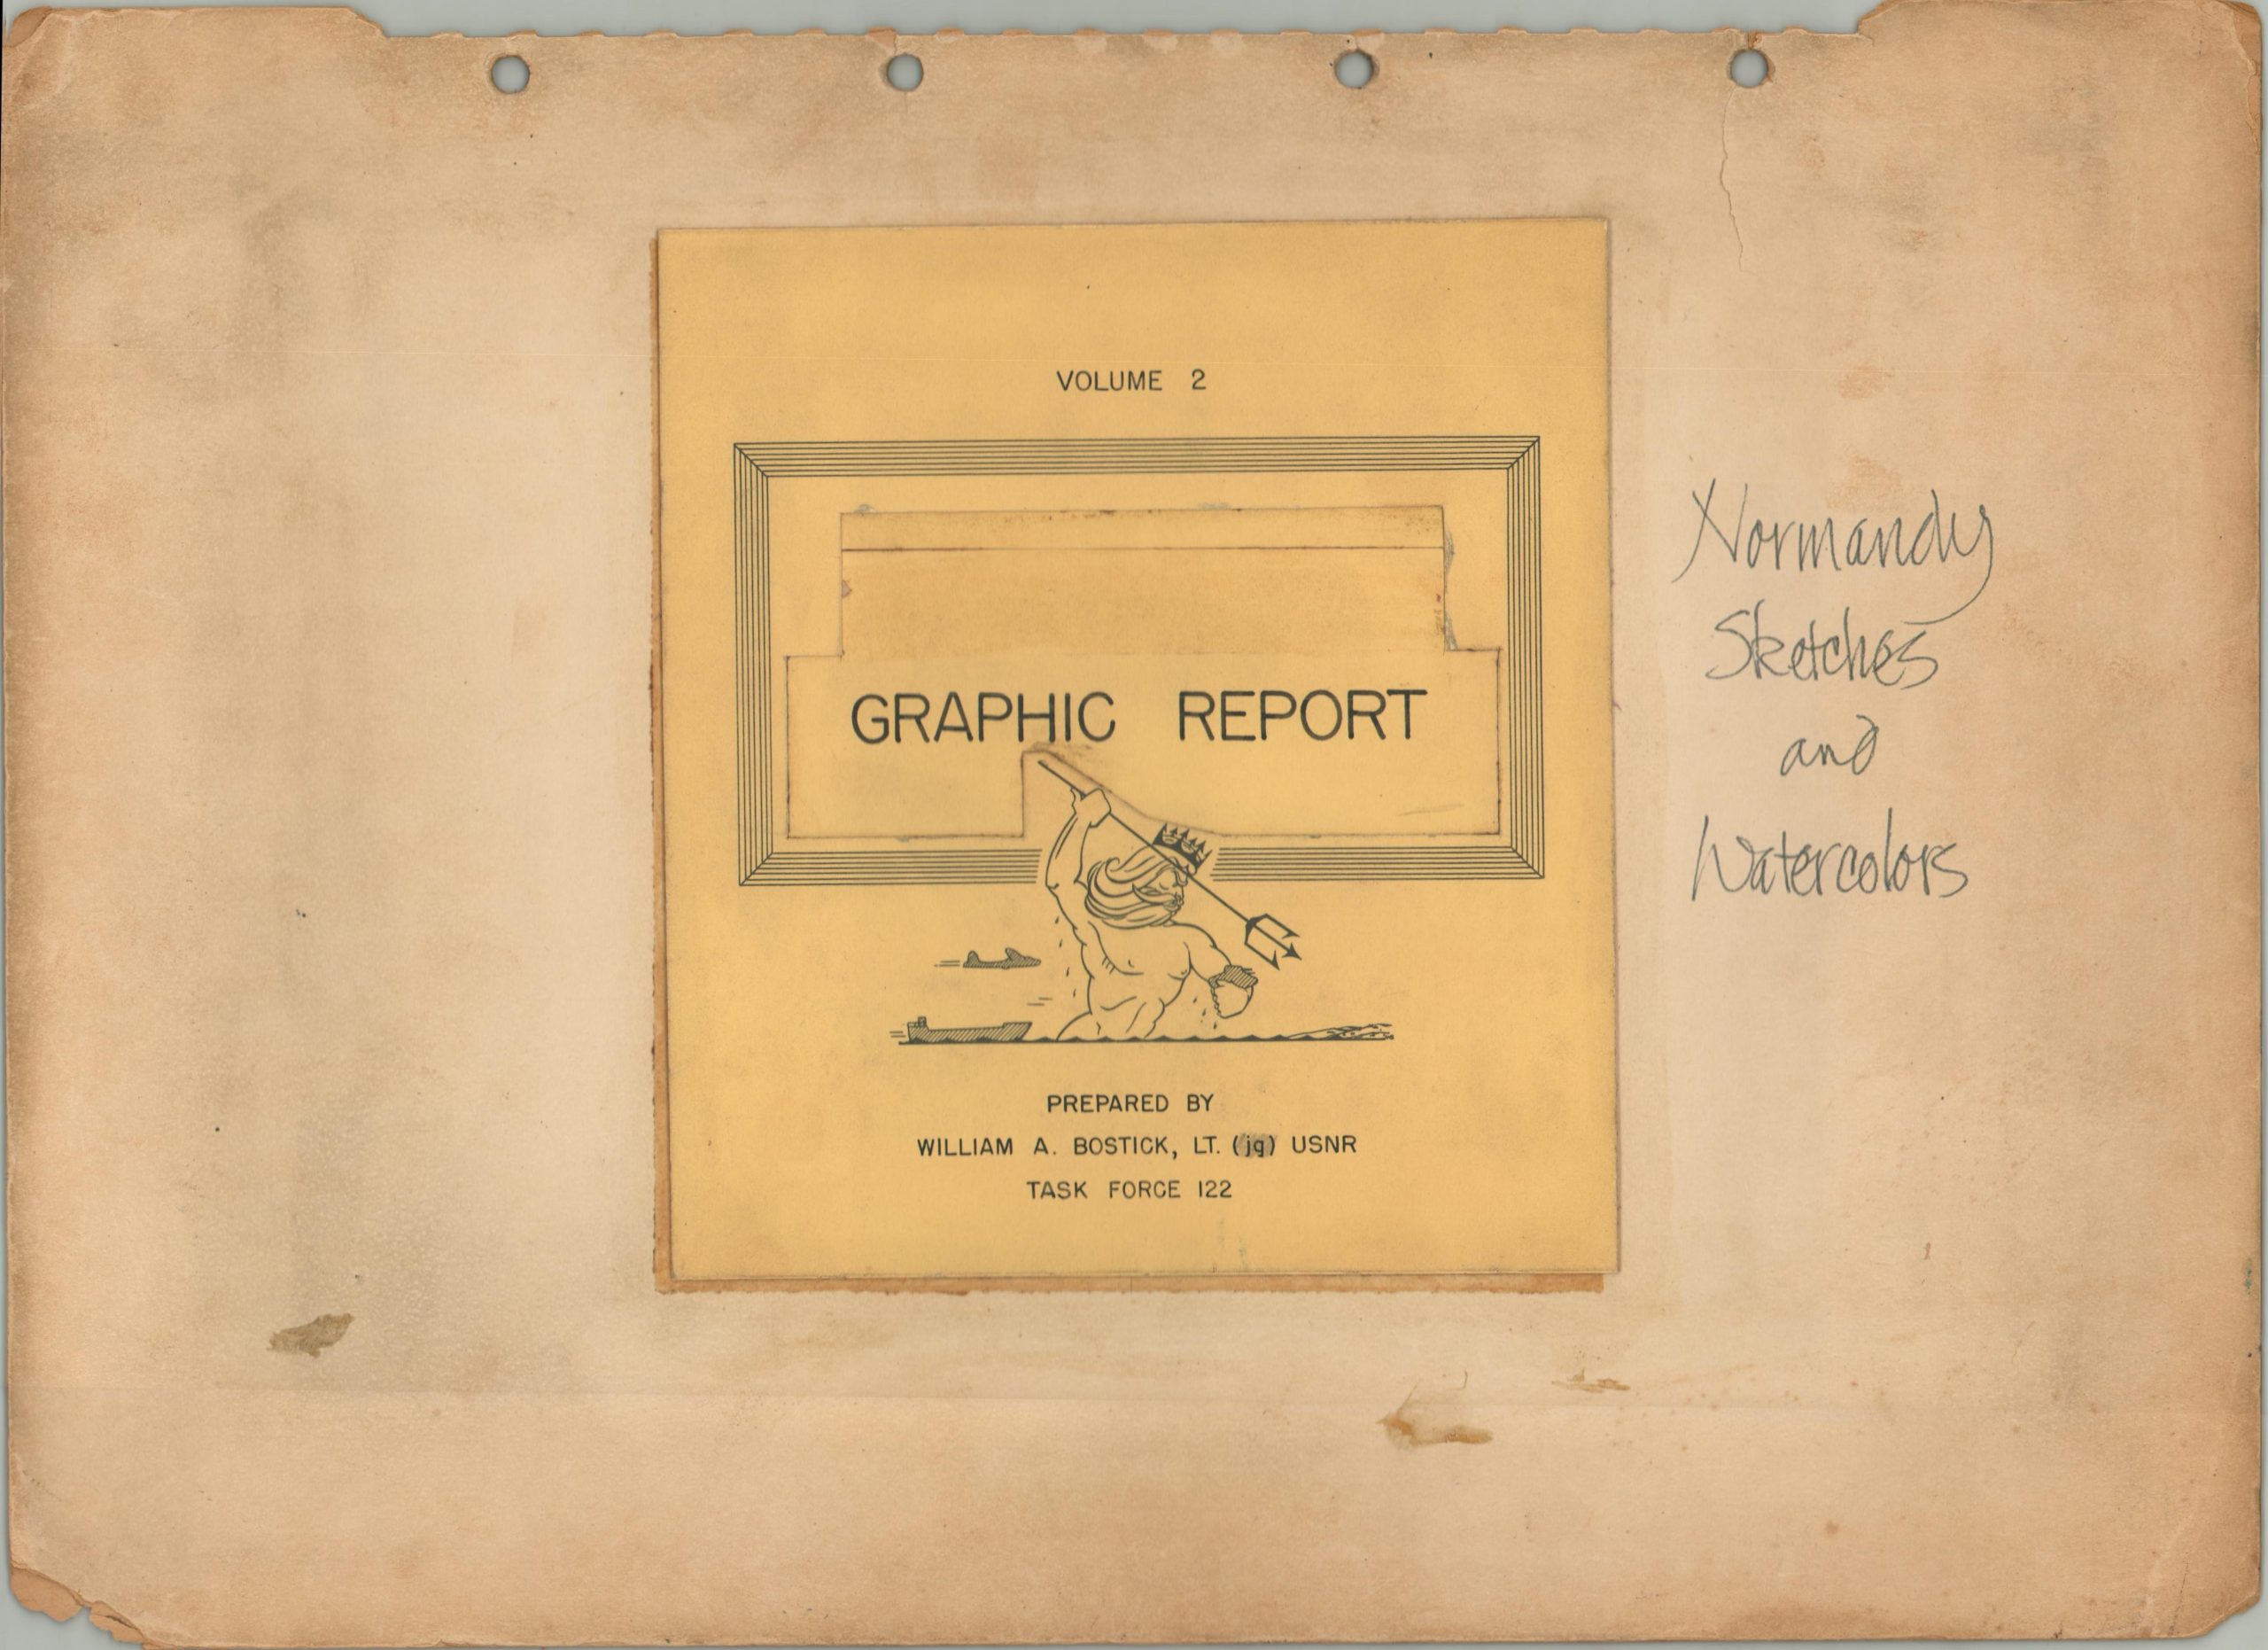 VOLUME 2
GRAPHIC REPORT
PREPARED BY
WILLIAM A. BOSTICK, LT. (jg) USNR
TASK FORCE 122
Normandy
Sketches
and
Watercolors